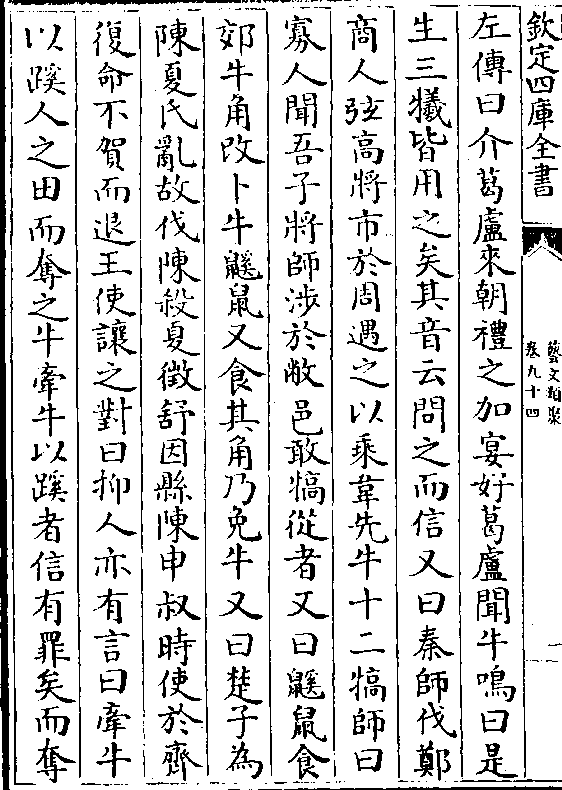 欽定四庫全書
藝文類聚
卷九十四
一
左傳曰介葛盧來朝禮之加宴好葛盧聞牛鳴曰是
生三犧皆用之矣其音云問之而信又曰秦師伐鄭
商人弦高將市於周遇之以乘韋先牛十二犒師曰
寡人聞吾子將師涉於敝邑敢犒從者又曰鼷鼠食
郊牛角改卜牛鼷鼠又食其角乃免牛又曰楚子為
陳夏氏亂故伐陳殺夏徵舒因縣陳申叔時使於齊
復命不賀而退王使讓之對曰抑人亦有言曰牽牛
以蹊人之田而奪之牛牽牛以蹊者信有罪矣而奪